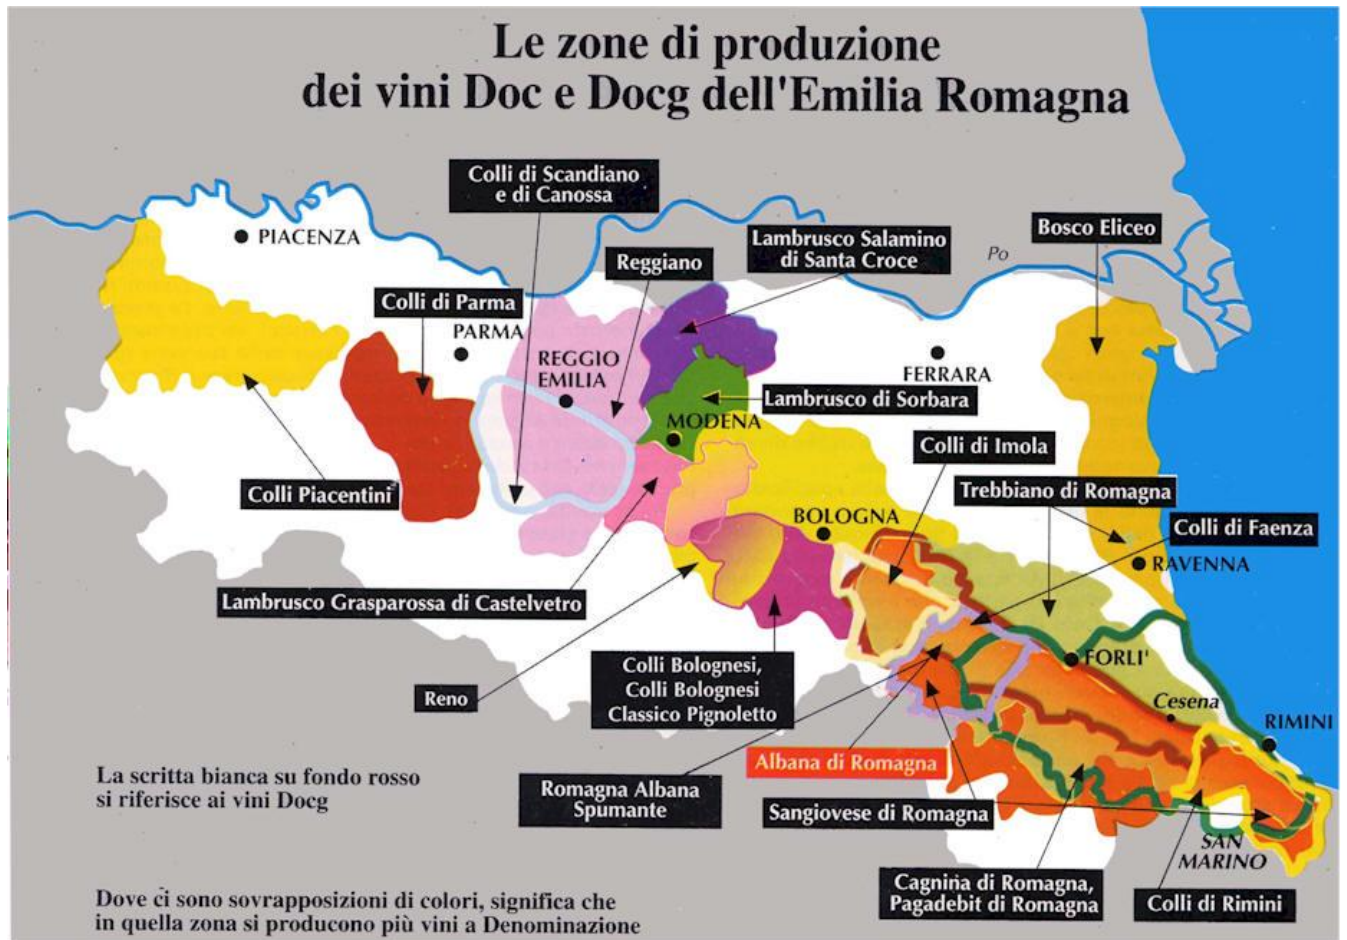 Le zone di produzione
dei vini Doc e Docg dell'Emilia Romagna
Colli di Scandiano
e di Canossa
Bosco Eliceo
PIACENZA
Lambrusco Salamino
di Santa Croce
Po
Reggiano
Colli di Parma
PARMA
REGGIO
EMILIA
FERRARA
Lambrusco di Sorbara
MODENA
Colli di Imola
Colli Piacentini
Trebbiano di Romagna
BOLOGNA
Colli di Faenza
RAVENNA
Lambrusco Grasparossa di Castelvetro
FORLI'
Colli Bolognesi,
Colli Bolognesi
Classico Pignoletto
Reno
Cesena
RIMINI
Albana di Romagna
La scritta bianca su fondo rosso
si riferisce ai vini Docg
Romagna Albana
Spumante
Sangiovese di Romagna
SAN
MARINO
Cagnina di Romagna,
Pagadebit di Romagna
Colli di Rimini
Dove ci sono sovrapposizioni di colori, significa che
in quella zona si producono più vini a Denominazione